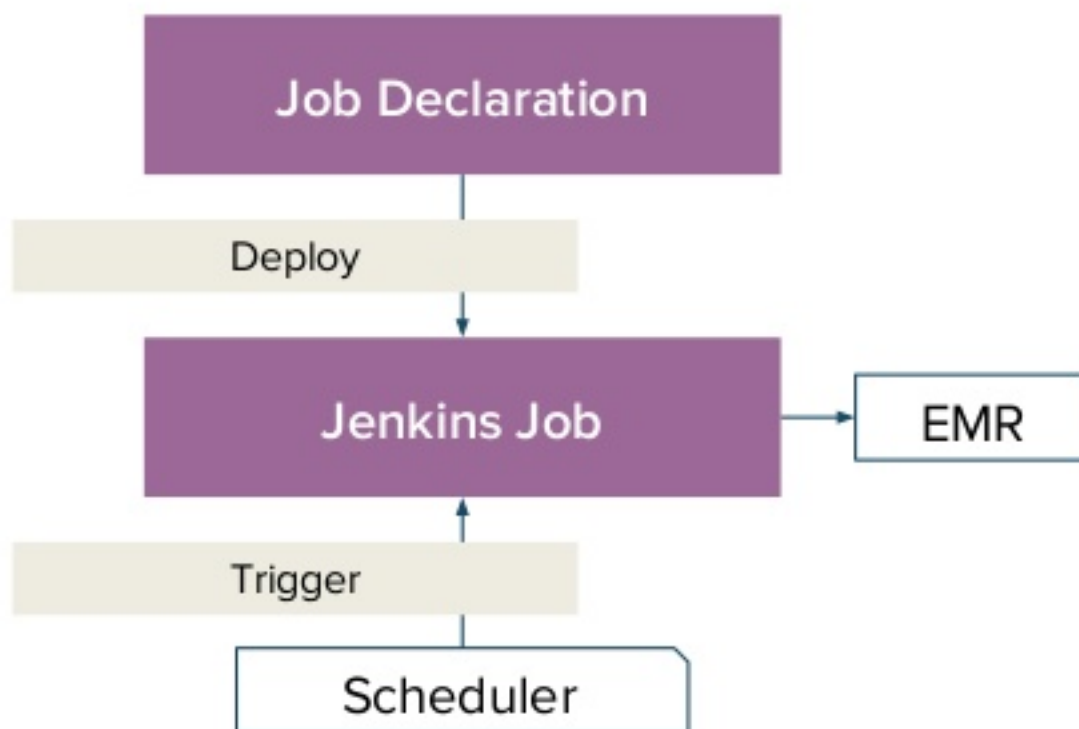 Job Declaration
Deploy
Jenkins Job
EMR
Trigger
Scheduler